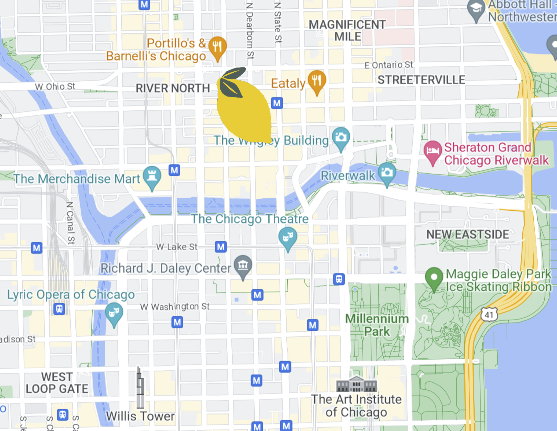 Abbott Hall
Northwester
N Dearborn St
N State St
MAGNIFICENT
MILE
Portillo's &
Barnelli's Chicago
E Ontario St
STREETERVILLE
W Ohio St
RIVER NORTH
Eataly
M
The Wrigley Building
Sheraton Grand
Chicago Riverwalk
M
The Merchandise Mart
Riverwalk
N Canal St
The Chicago Theatre
NEW EASTSIDE
M
W Lake St
M
Richard J. Daley Center
Maggie Daley Park
Ice Skating Ribbon
Lyric Opera of Chicago
M
W Washington St
41
M
Millennium
Park
M
adison St
M
WEST
LOOP GATE
M
M
The Art Institute
of Chicago
Willis Tower
M
M